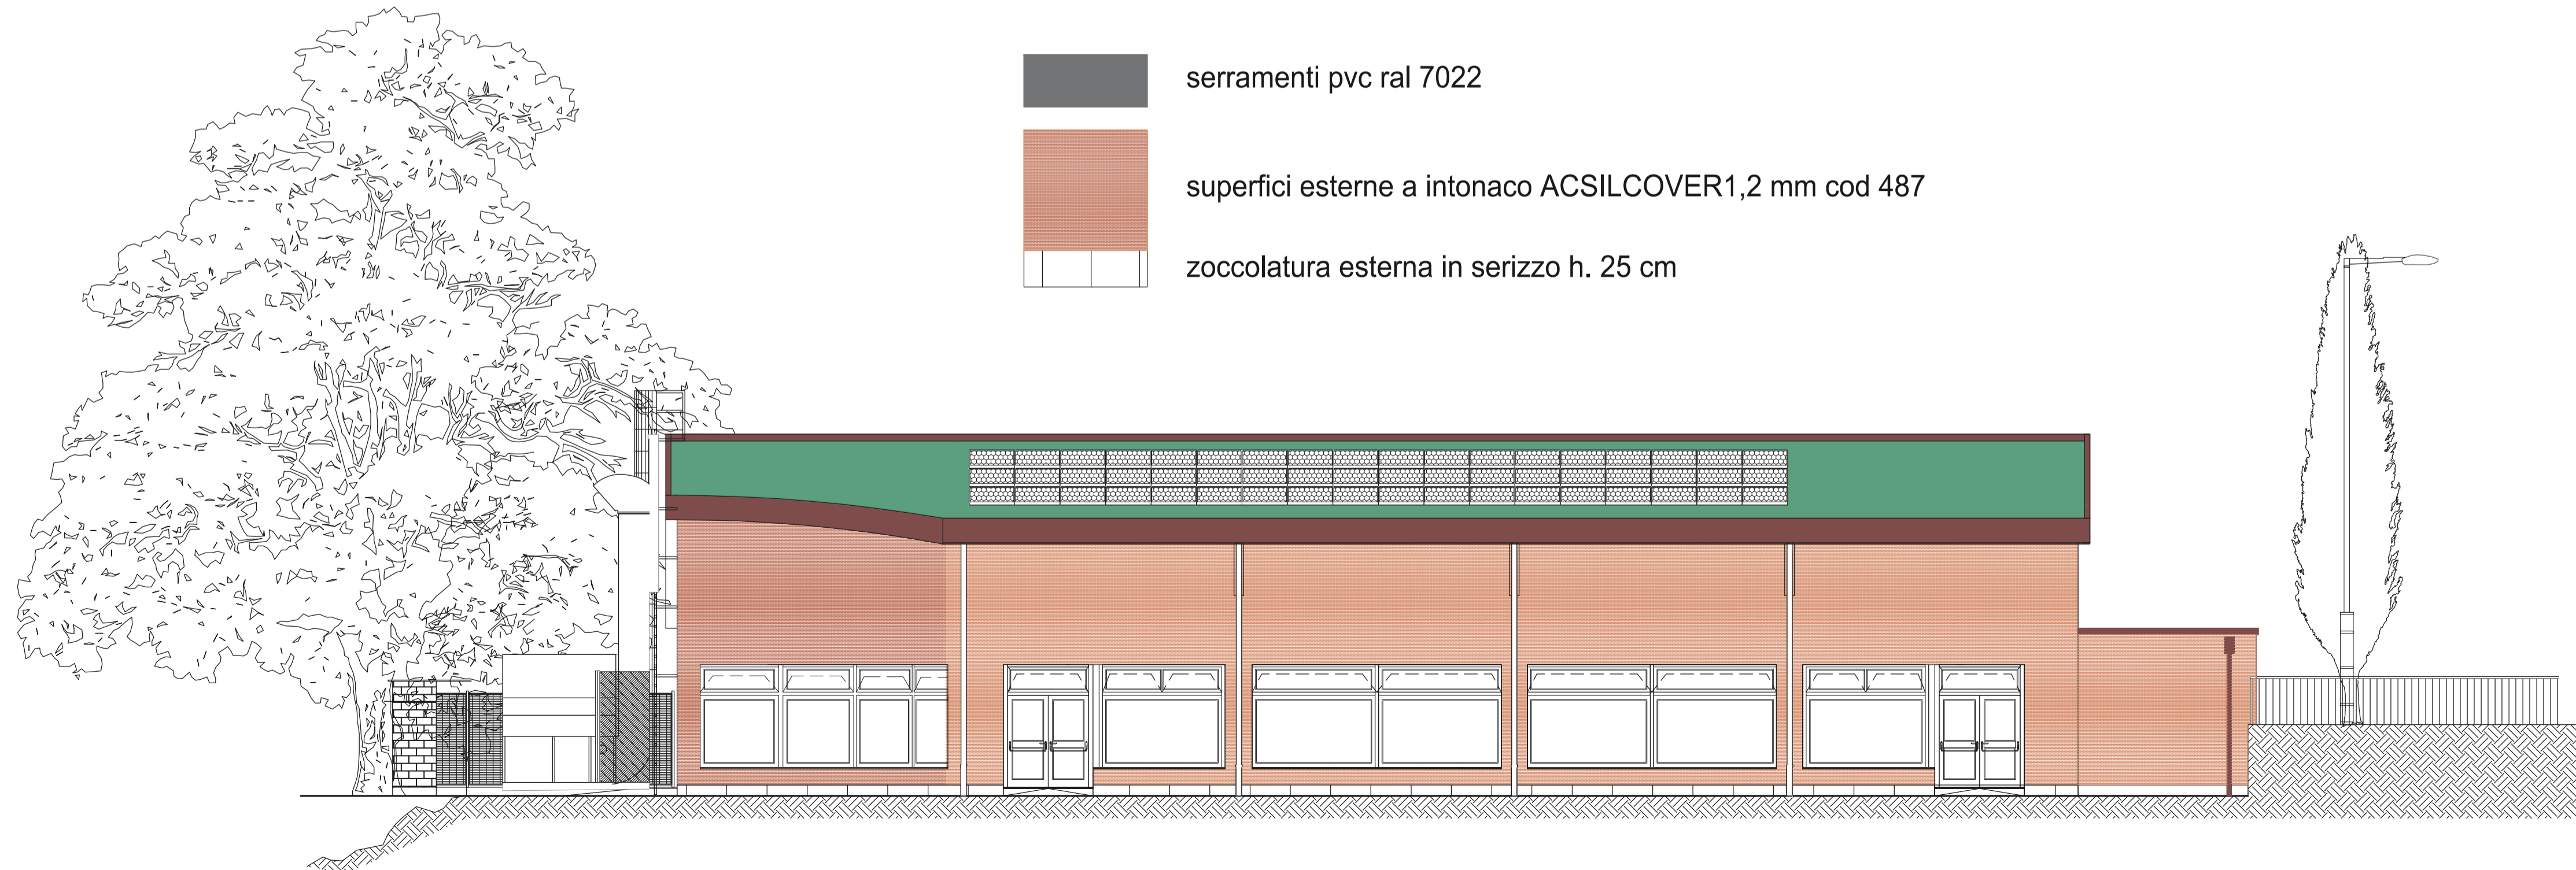 serramenti pvc ral 7022
superfici esterne a intonaco ACSILCOVER1,2 mm cod 487
zoccolatura esterna in serizzo h. 25 cm